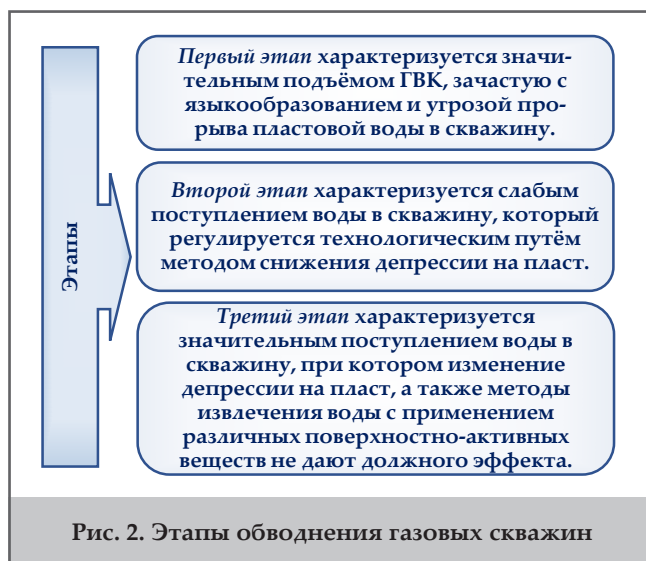 Этапы
Первый этап характеризуется значи-
тельным подъёмом ГВК, зачастую с
языкообразованием и угрозой про-
рыва пластовой воды в скважину.
Второй этап характеризуется слабым
поступлением воды в скважину, который
регулируется технологическим путём
методом снижения депрессии на пласт.
Третий этап характеризуется
значительным поступлением воды в
скважину, при котором изменение
депрессии на пласт, а также методы
извлечения воды с применением
различных поверхностно-активных
веществ не дают должного эффекта.
Рис. 2. Этапы обводнения газовых скважин